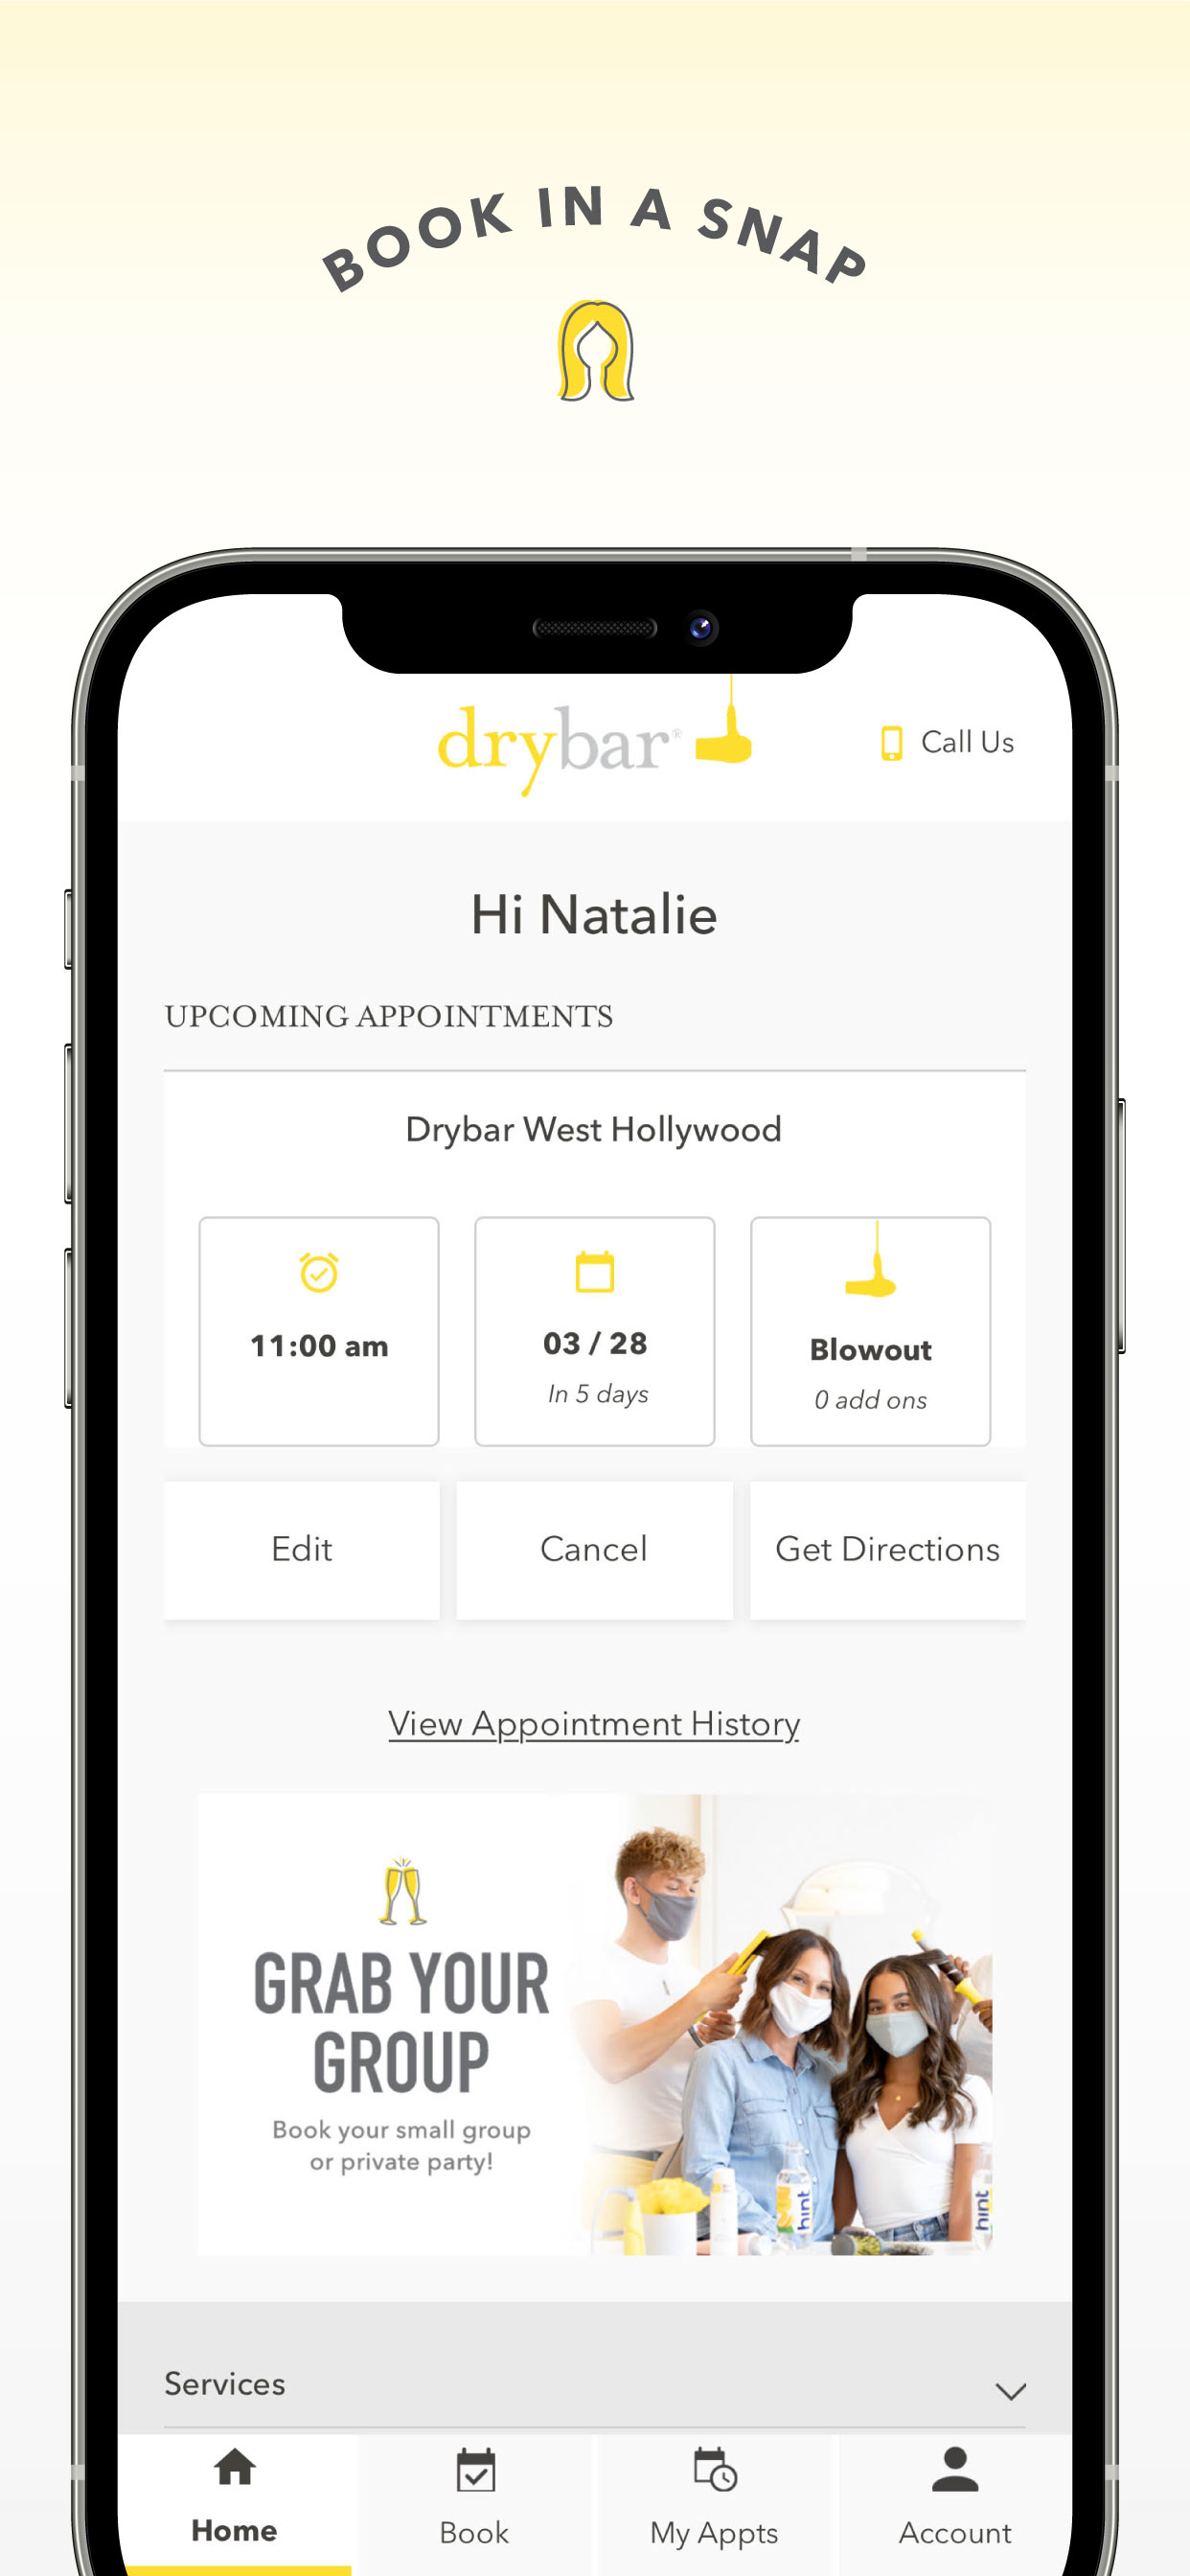 BOOK IN A SNAP
drybar®
Call Us
Hi Natalie
UPCOMING APPOINTMENTS
Drybar West Hollywood
11:00 am
03 / 28
In 5 days
Blowout
0 add ons
Edit
Cancel
Get Directions
View Appointment History
GRAB YOUR
GROUP
Book your small group
or private party!
hint
hint
Services
Home
Book
My Appts
Account